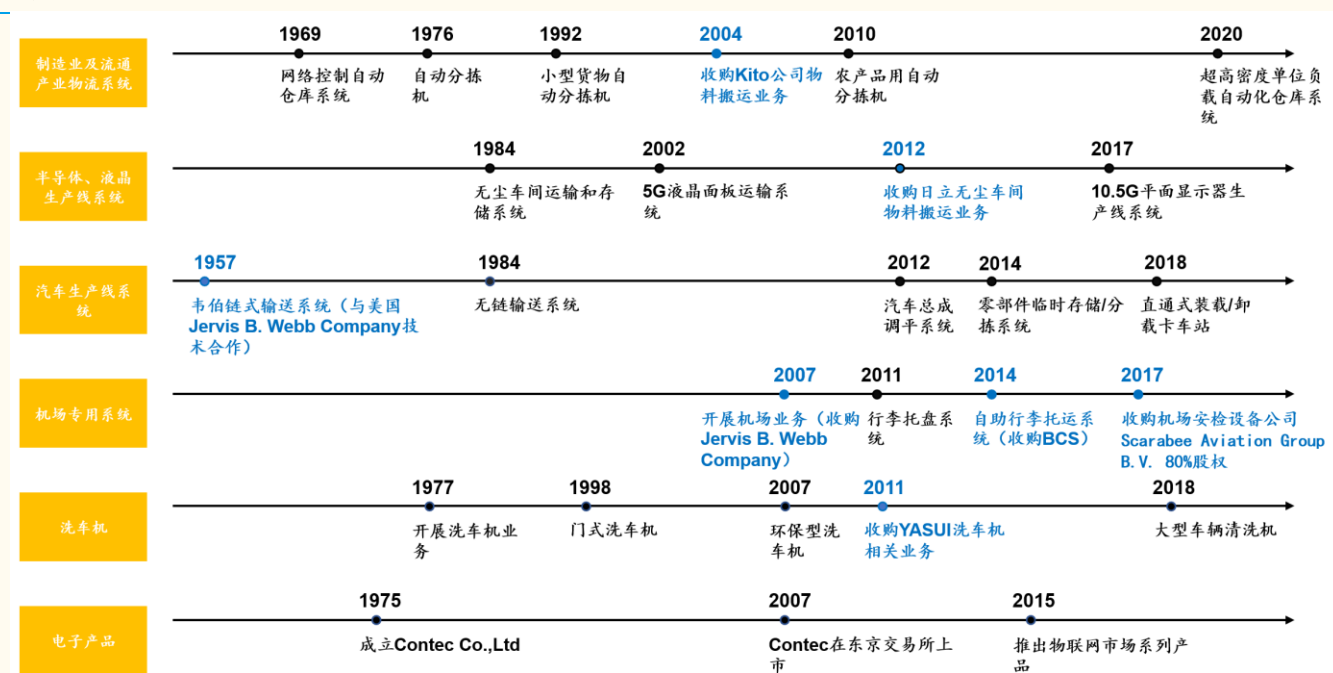 制造业及流通
产业物流系统
1969
网络控制自动
仓库系统
1976
自动分拣
机
1992
小型货物自
动分拣机
2004
收购Kito公司物
料搬运业务
2010
农产品用自动
分拣机
2020
超高密度单位负
载自动化仓库系
统
半导体、液晶
生产线系统
1984
无尘车间运输和存
储系统
2002
5G液晶面板运输系
统
2012
收购日立无尘车间
物料搬运业务
2017
10.5G平面显示器生
产线系统
汽车生产线系
统
1957
韦伯链式输送系统（与美国
Jervis B. Webb Company技
术合作）
1984
无链输送系统
2012
汽车总成
调平系统
2014
零部件临时存储/分
拣系统
2018
直通式装载/卸
载卡车站
机场专用系统
2007
开展机场业务（收购
Jervis B. Webb
Company）
2011
行李托盘系
统
2014
自助行李托运系
统（收购BCS）
2017
收购机场安检设备公司
Scarabee Aviation Group
B.V. 80%股权
洗车机
1977
开展洗车机业
务
1998
门式洗车机
2007
环保型洗
车机
2011
收购YASUI洗车机
相关业务
2018
大型车辆清洗机
电子产品
1975
成立Contec Co.,Ltd
2007
Contec在东京交易所上
市
2015
推出物联网市场系列产
品